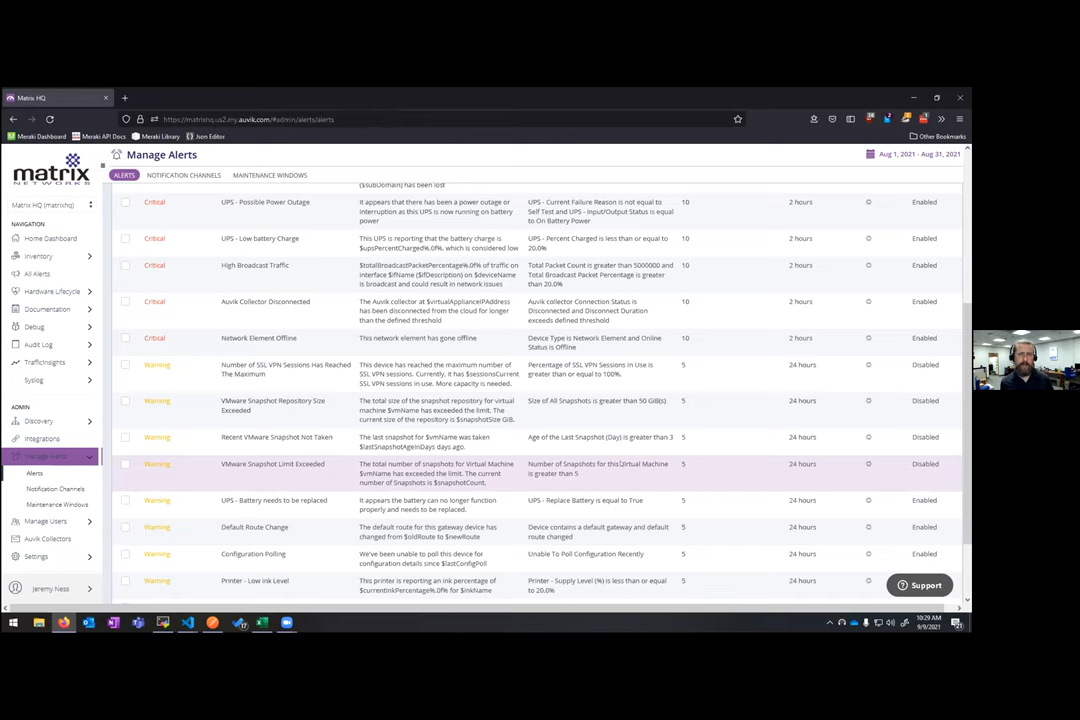 Matrix HQ
https://matrixhq.us2.my.auvik.com/#admin/alerts/alerts
Meraki Dashboard
Meraki API Docs
Meraki Library
Json Editor
Other Bookmarks
matrix
NETWORKS
Matrix HQ (matrixhq)
NAVIGATION
Home Dashboard
Inventory
All Alerts
Hardware Lifecycle
Documentation
Debug
Audit Log
TrafficInsights
Syslog
ADMIN
Discovery
Integrations
Manage Alerts
Alerts
Notification Channels
Maintenance Windows
Manage Users
Auvik Collectors
Settings
Jeremy Ness
Manage Alerts
Aug 1, 2021 - Aug 31, 2021
ALERTS NOTIFICATION CHANNELS MAINTENANCE WINDOWS
($subDomain) has been lost
Critical
UPS - Possible Power Outage
It appears that there has been a power outage or
interruption as this UPS is now running on battery
power
UPS - Current Failure Reason is not equal to
Self Test and UPS - Input/Output Status is equal
to On Battery Power
10
2 hours
Enabled
Critical
UPS - Low battery Charge
This UPS is reporting that the battery charge is
$upsPercentCharged%.0f%, which is considered low
UPS - Percent Charged is less than or equal to
20.0%
10
2 hours
Enabled
Critical
High Broadcast Traffic
$totalBroadcastPacketPercentage%.0f% of traffic on
interface $ifName ($ifDescription) on $deviceName
is broadcast and could result in network issues
Total Packet Count is greater than 5000000 and
Total Broadcast Packet Percentage is greater
than 20.0%
10
2 hours
Enabled
Critical
Auvik Collector Disconnected
The Auvik collector at $virtualApplianceIPAddress
has been disconnected from the cloud for longer
than the defined threshold
Auvik collector Connection Status is
Disconnected and Disconnect Duration
exceeds defined threshold
10
2 hours
Enabled
Critical
Network Element Offline
This network element has gone offline
Device Type is Network Element and Online
Status is Offline
10
2 hours
Enabled
Warning
Number of SSL VPN Sessions Has Reached
The Maximum
This device has reached the maximum number of
SSL VPN sessions. Currently, it has $sessionsCurrent
SSL VPN sessions in use. More capacity is needed.
Percentage of SSL VPN Sessions In Use is
greater than or equal to 100%.
5
24 hours
Disabled
Warning
VMware Snapshot Repository Size
Exceeded
The total size of the snapshot repository for virtual
machine $vmName has exceeded the limit. The
current size of the repository is $snapshotSize GiB.
Size of All Snapshots is greater than 50 GiB(s)
5
24 hours
Disabled
Warning
Recent VMware Snapshot Not Taken
The last snapshot for $vmName was taken
$lastSnapshotAgeInDays days ago.
Age of the Last Snapshot (Day) is greater than 3
5
24 hours
Disabled
Warning
VMware Snapshot Limit Exceeded
The total number of snapshots for Virtual Machine
$vmName has exceeded the limit. The current
number of Snapshots is $snapshotCount.
Number of Snapshots for this Virtual Machine
is greater than 5
5
24 hours
Disabled
Warning
UPS - Battery needs to be replaced
It appears the battery can no longer function
properly and needs to be replaced.
UPS - Replace Battery is equal to True
5
24 hours
Enabled
Warning
Default Route Change
The default route for this gateway device has
changed from $oldRoute to $newRoute
Device contains a default gateway and default
route changed
5
24 hours
Enabled
Warning
Configuration Polling
We've been unable to poll this device for
configuration details since $lastConfigPoll
Unable To Poll Configuration Recently
5
24 hours
Enabled
Warning
Printer - Low ink Level
This printer is reporting an ink percentage of
$currentInkPercentage%.0f% for $inkName
Printer - Supply Level (%) is less than or equal
to 20.0%
5
24 hours
Support
10:29 AM
9/9/2021